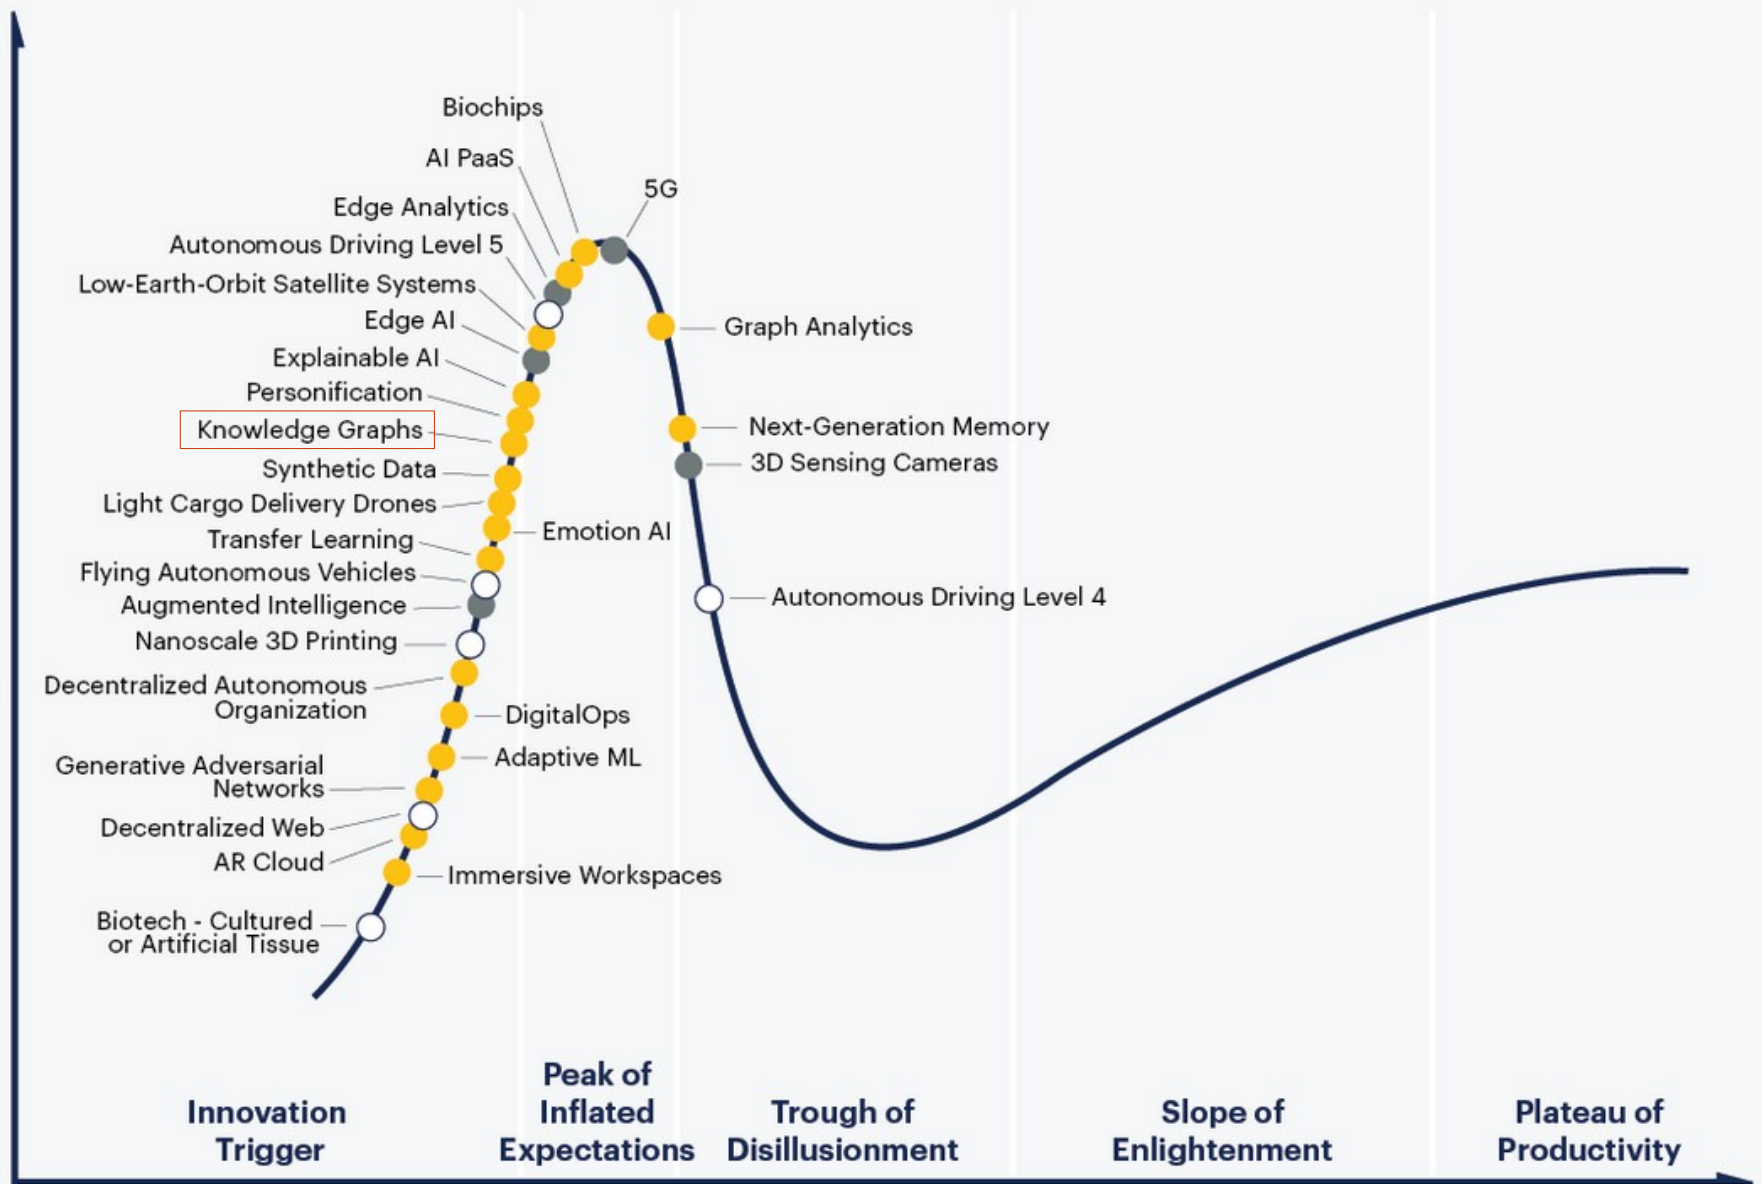 Biochips
AI PaaS
5G
Edge Analytics
Autonomous Driving Level 5
Low-Earth-Orbit Satellite Systems
Edge AI
Graph Analytics
Explainable AI
Personification
Knowledge Graphs
Next-Generation Memory
3D Sensing Cameras
Synthetic Data
Light Cargo Delivery Drones
Emotion AI
Transfer Learning
Flying Autonomous Vehicles
Autonomous Driving Level 4
Augmented Intelligence
Nanoscale 3D Printing
Decentralized Autonomous
Organization
DigitalOps
Adaptive ML
Generative Adversarial
Networks
Decentralized Web
AR Cloud
Immersive Workspaces
Biotech - Cultured
or Artificial Tissue
Innovation
Trigger
Peak of
Inflated
Expectations
Trough of
Disillusionment
Slope of
Enlightenment
Plateau of
Productivity